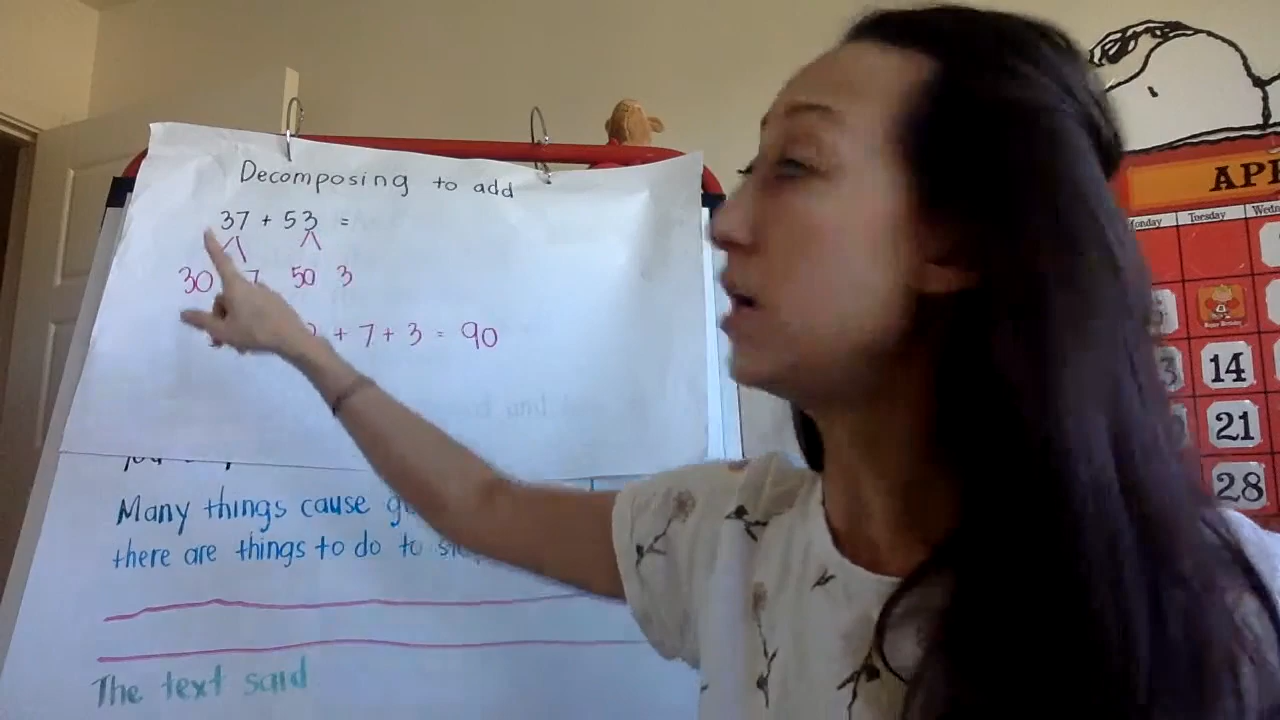 Decomposing to add
37 + 53 =
30 7 50 3
+ 7 + 3 = 90
Many things cause
there are things to do to
The text said
APR
Monday Tuesday
14
21
28